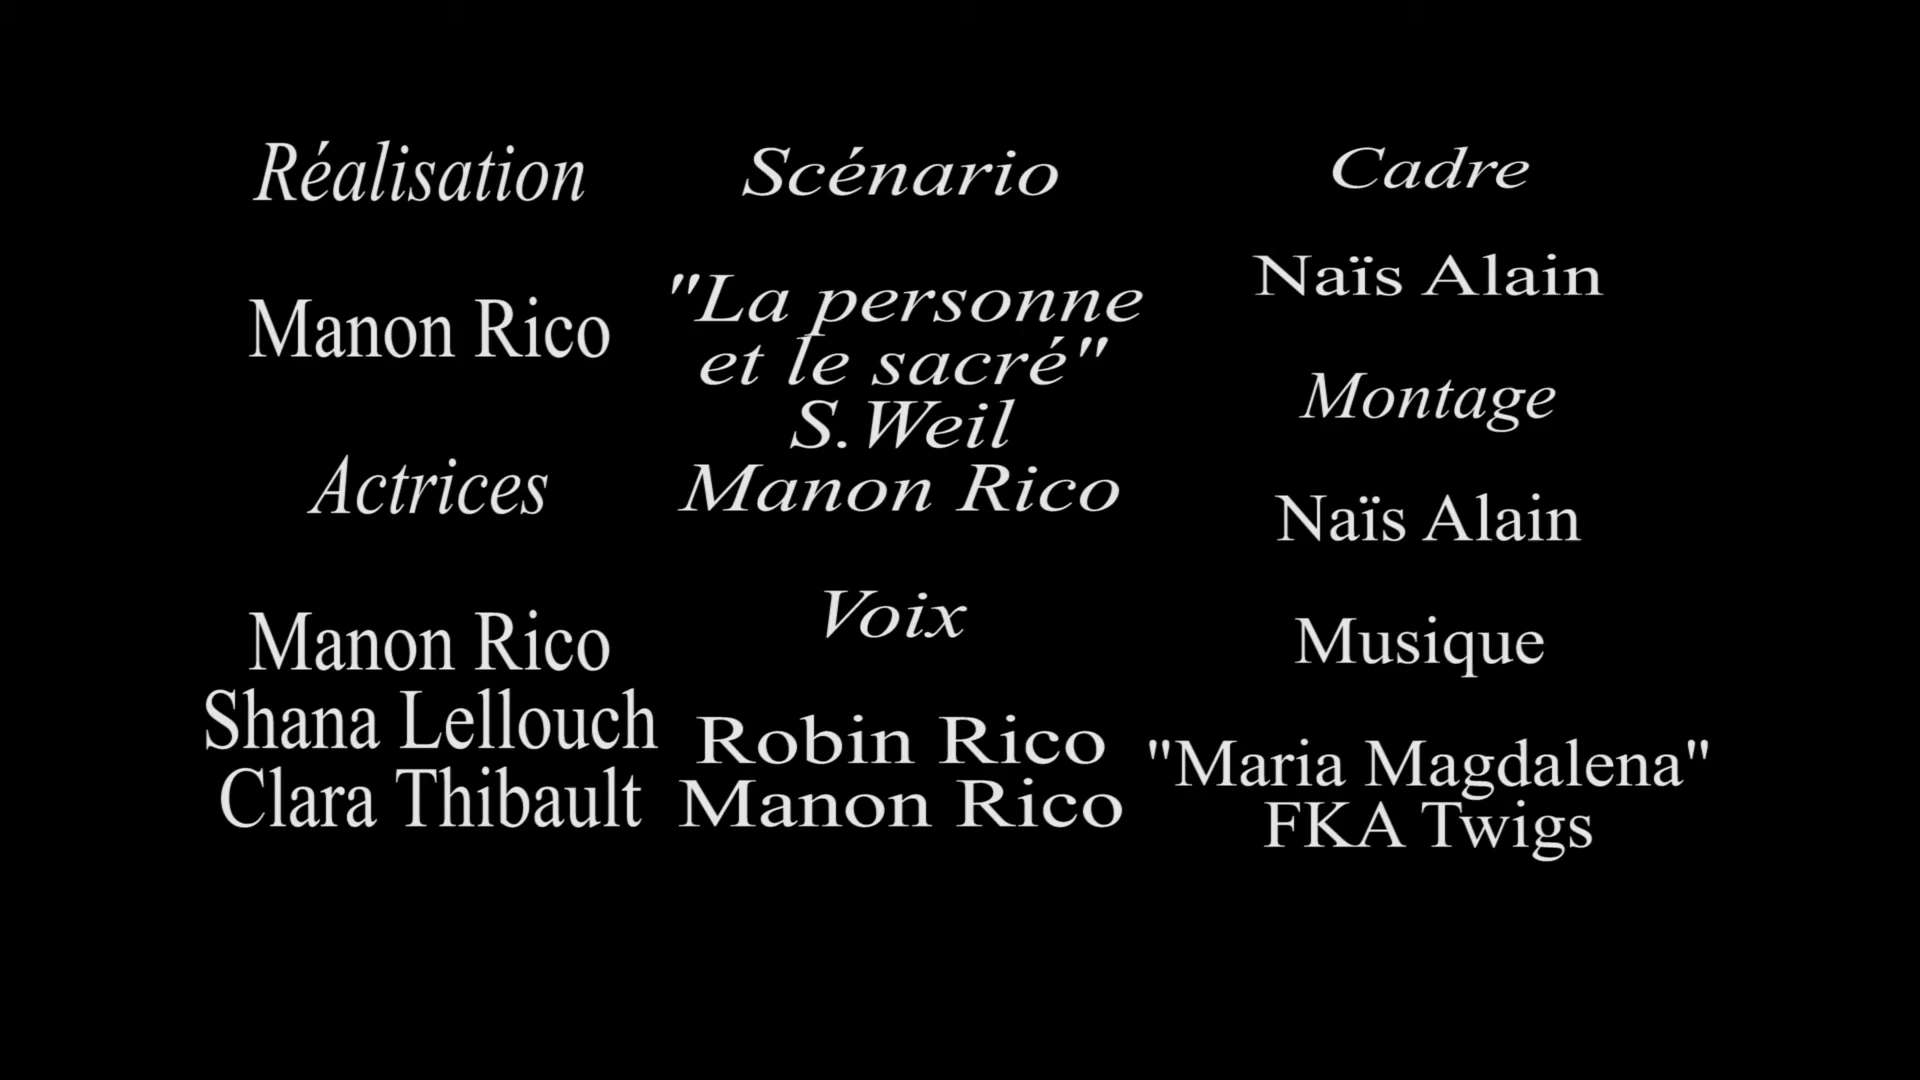 Réalisation
Manon Rico
Actrices
Manon Rico
Shana Lellouch
Clara Thibault
Scénario
"La personne
et le sacré"
S.Weil
Manon Rico
Voix
Robin Rico
Manon Rico
Cadre
Naïs Alain
Montage
Naïs Alain
Musique
"Maria Magdalena"
FKA Twigs